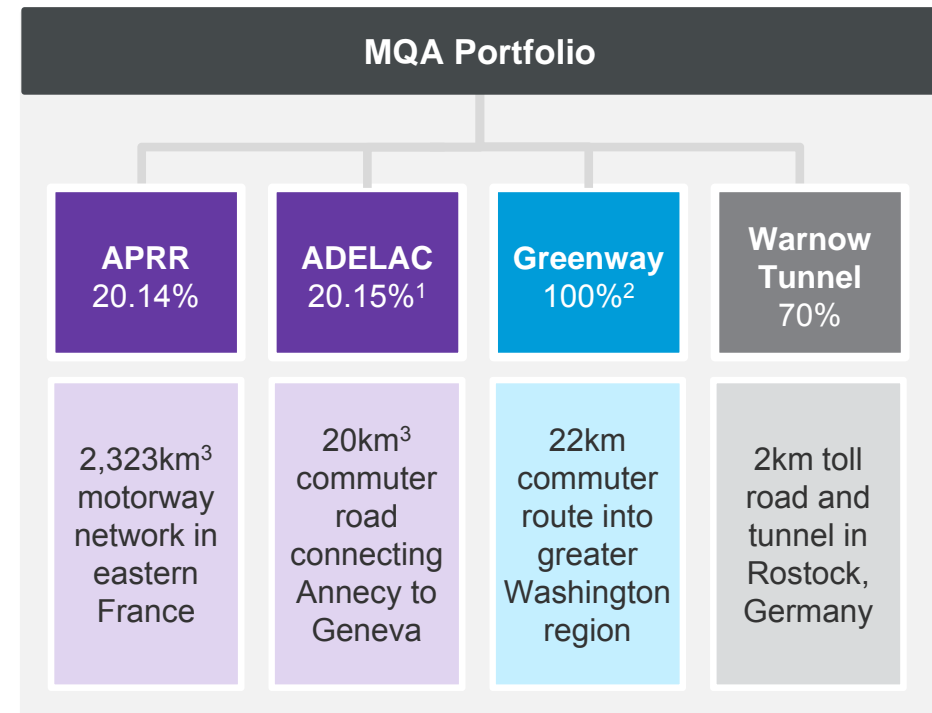 MQA Portfolio
APRR
20.14%
ADELAC
20.15%¹
Greenway
100%²
Warnow
Tunnel
70%
2,323km³
motorway
network in
eastern
France
20km³
commuter
road
connecting
Annecy to
Geneva
22km
commuter
route into
greater
Washington
region
2km toll
road and
tunnel in
Rostock,
Germany